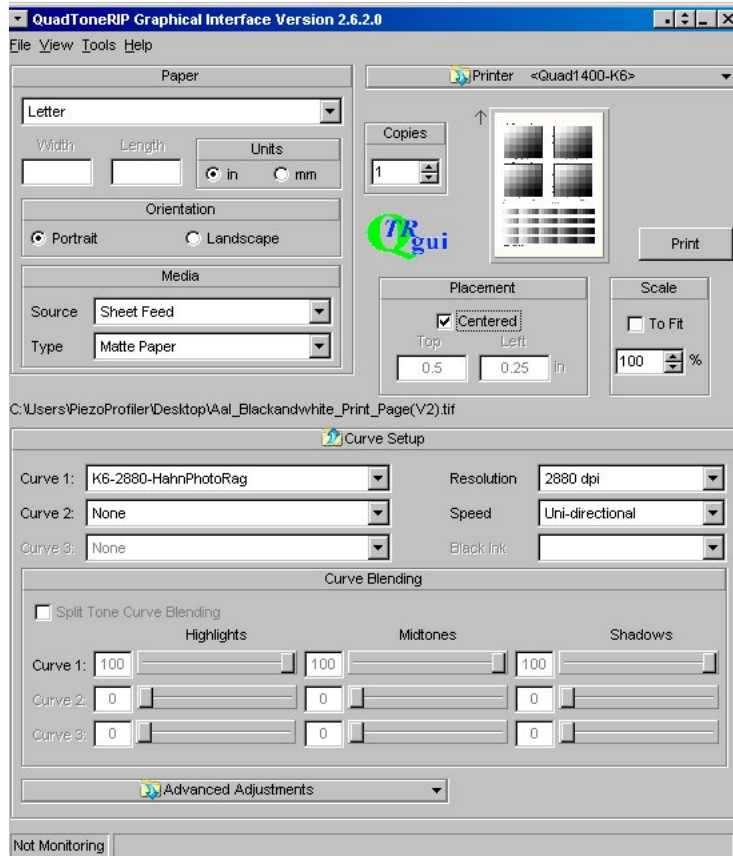 QuadToneRIP Graphical Interface Version 2.6.2.0
File View Tools Help
Paper
Letter
Width Length Units
in mm
Orientation
Portrait Landscape
Media
Source Sheet Feed
Type Matte Paper
Printer <Quad1400-K6>
Copies
1
QTR gui
Print
Placement
Centered
Top Left
0.5 0.25 in
Scale
To Fit
100 %
C:\Users\PiezoProfiler\Desktop\Aal_Blackandwhite_Print_Page(V2).tif
Curve Setup
Curve 1: K6-2880-HahnPhotoRag Resolution 2880 dpi
Curve 2: None Speed Uni-directional
Curve 3: None Black Ink
Curve Blending
Split Tone Curve Blending
Highlights Midtones Shadows
Curve 1: 100 100 100
Curve 2: 0 0 0
Curve 3: 0 0 0
Advanced Adjustments
Not Monitoring